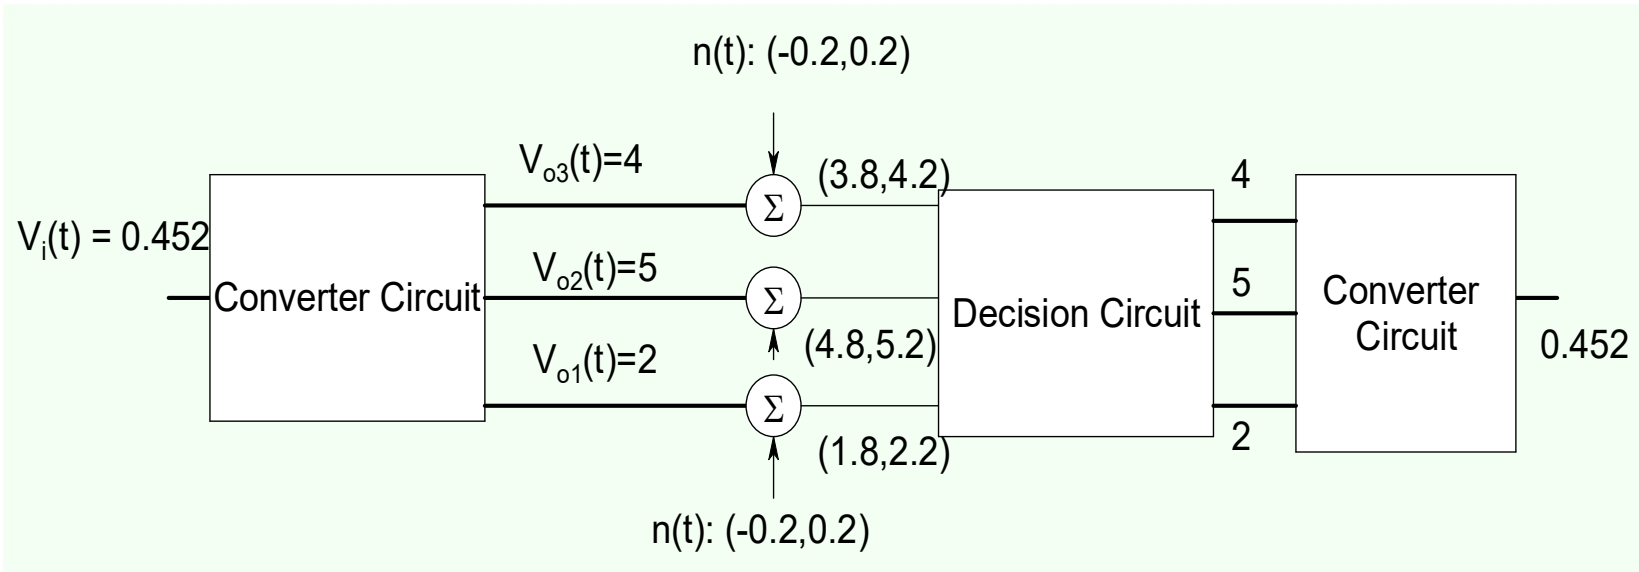 n(t): (-0.2,0.2)
Vo3(t)=4
(3.8,4.2)
4
Vi(t) = 0.452
Σ
Vo2(t)=5
5
Converter Circuit
Σ
Decision Circuit
Converter
Circuit
(4.8,5.2)
0.452
Vo1(t)=2
Σ
(1.8,2.2)
2
n(t): (-0.2,0.2)